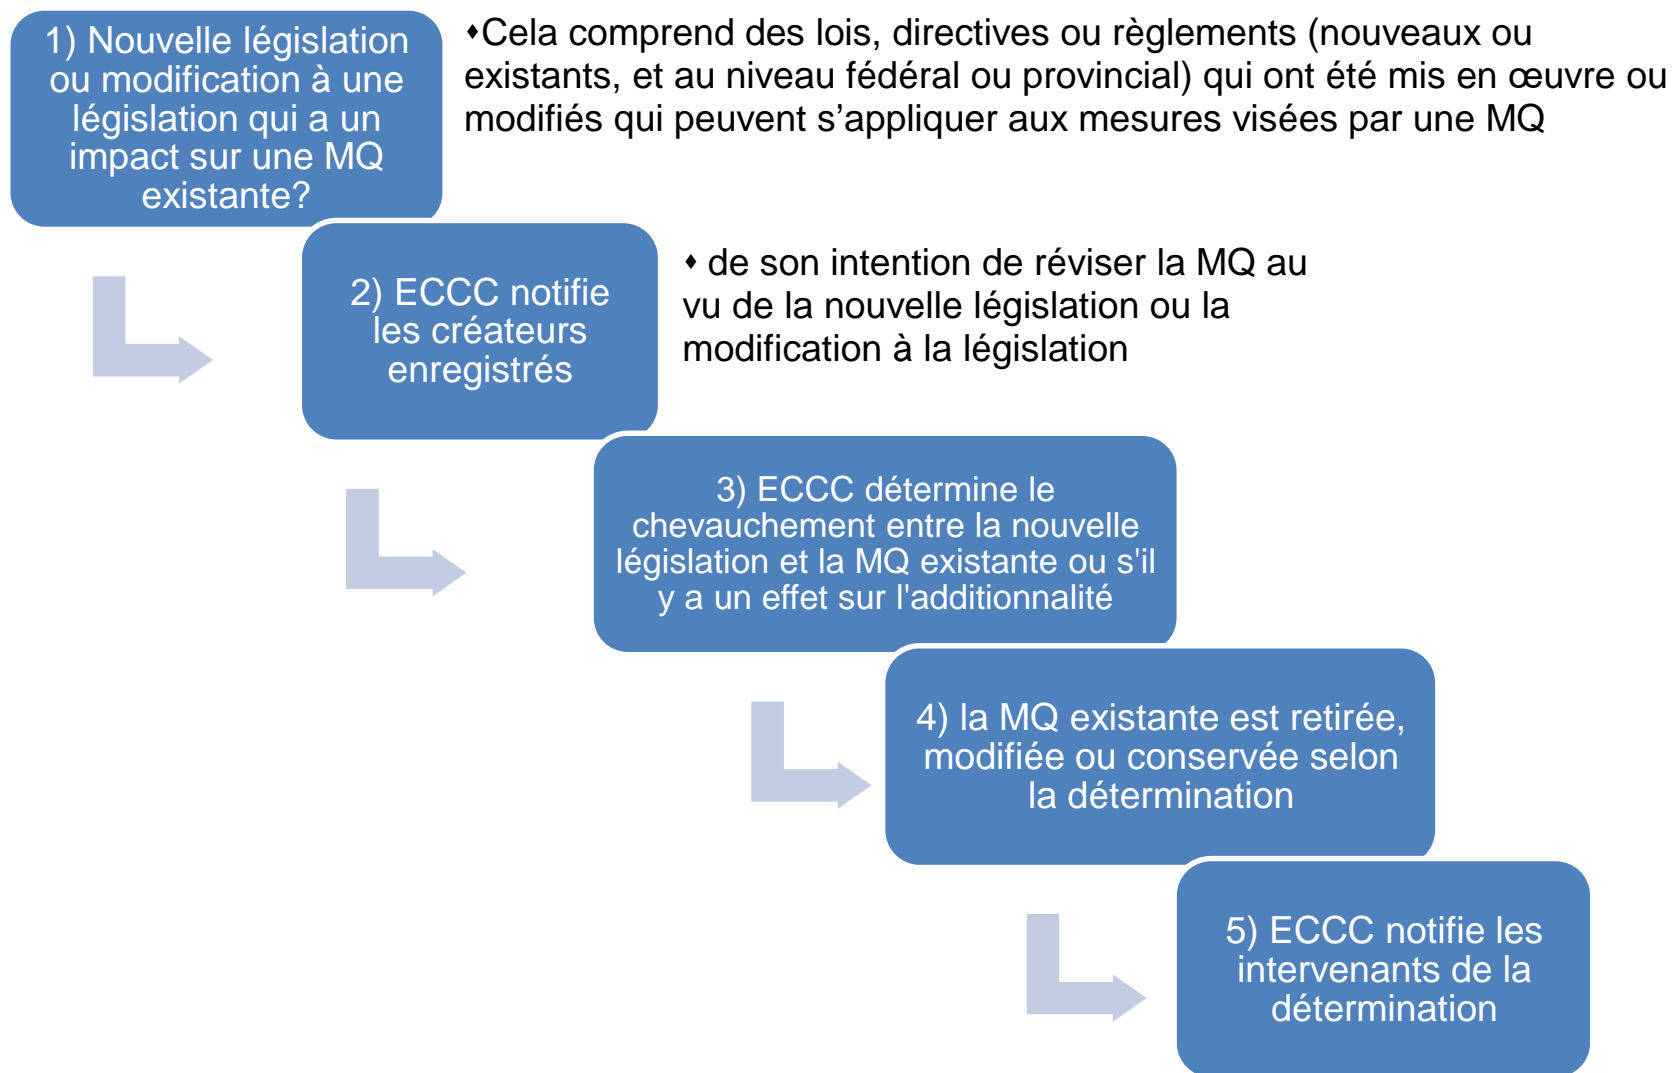 1) Nouvelle législation
ou modification à une
législation qui a un
impact sur une MQ
existante?
⬧Cela comprend des lois, directives ou règlements (nouveaux ou
existants, et au niveau fédéral ou provincial) qui ont été mis en œuvre ou
modifiés qui peuvent s’appliquer aux mesures visées par une MQ
2) ECCC notifie
les créateurs
enregistrés
⬧ de son intention de réviser la MQ au
vu de la nouvelle législation ou la
modification à la législation
3) ECCC détermine le
chevauchement entre la nouvelle
législation et la MQ existante ou s'il
y a un effet sur l'additionnalité
4) la MQ existante est retirée,
modifiée ou conservée selon
la détermination
5) ECCC notifie les
intervenants de la
détermination